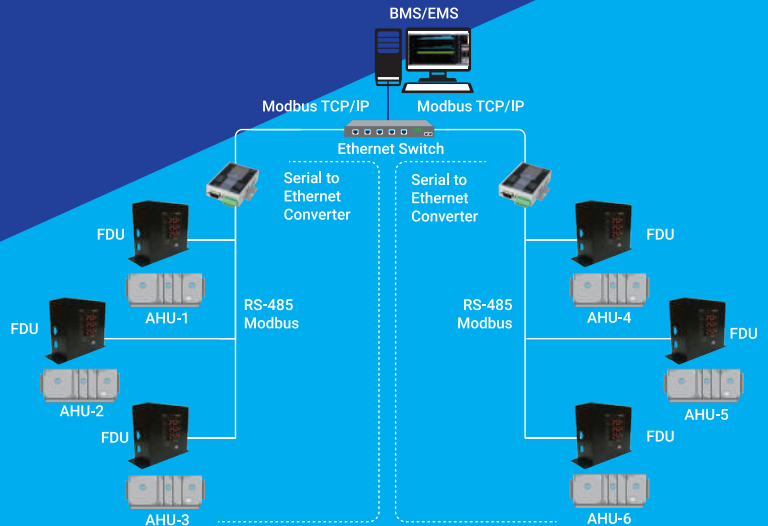 BMS/EMS
Modbus TCP/IP
Modbus TCP/IP
Ethernet Switch
Serial to
Ethernet
Converter
Serial to
Ethernet
Converter
FDU
AHU-1
FDU
AHU-2
FDU
AHU-3
RS-485
Modbus
RS-485
Modbus
FDU
AHU-4
FDU
AHU-5
FDU
AHU-6